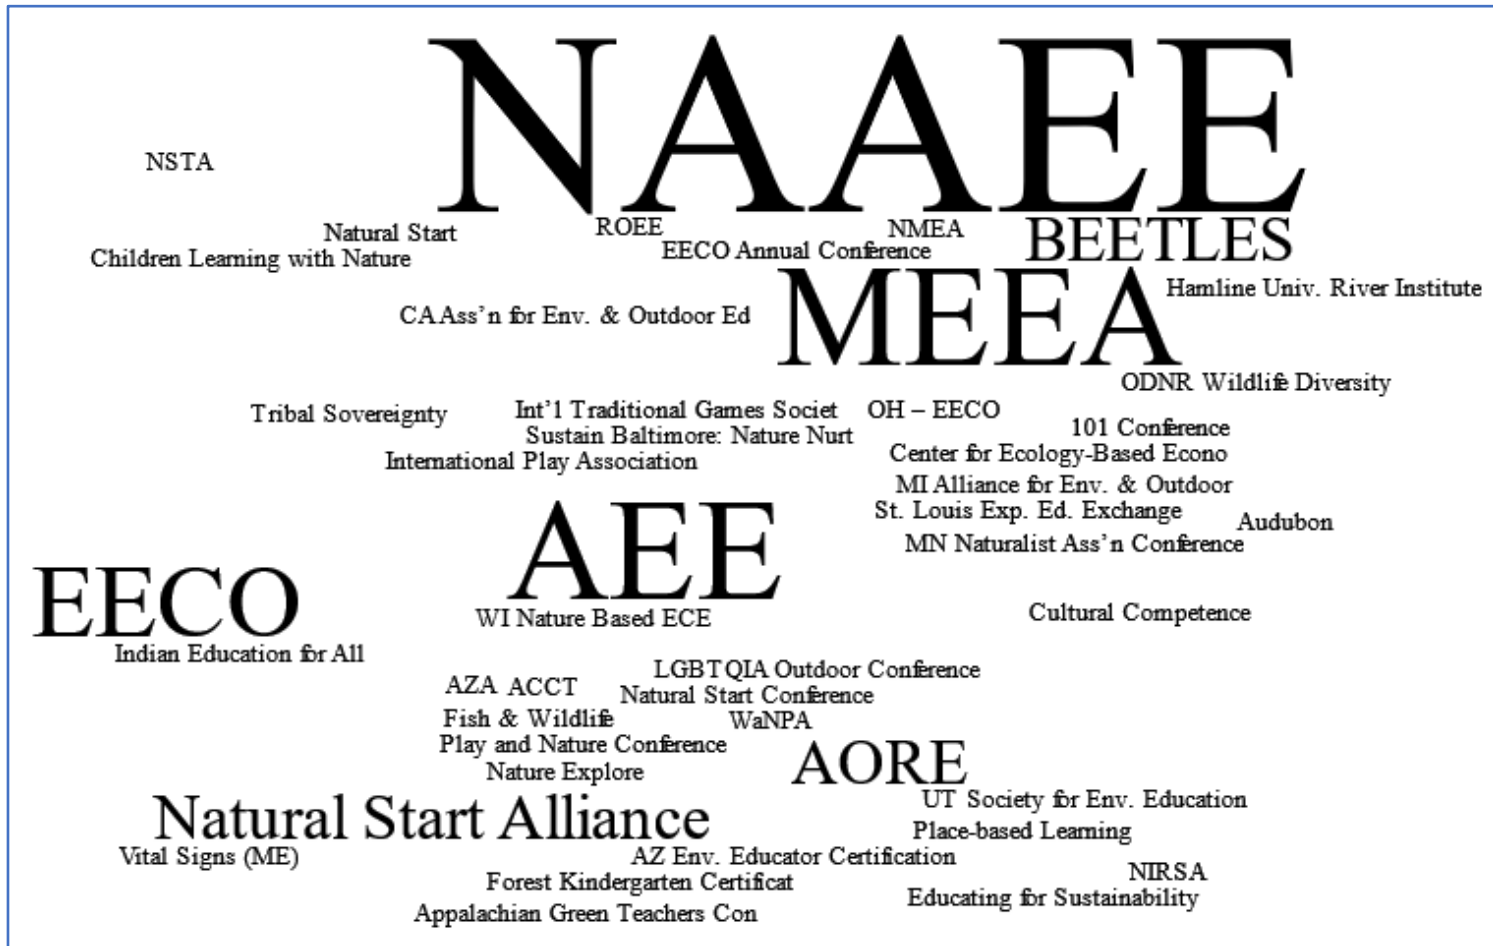 NAAEE
NSTA
Natural Start
ROEE
NMEA
BEETLES
Children Learning with Nature
EECO Annual Conference
MEEA
Hamline Univ. River Institute
CA Ass’n for Env. & Outdoor Ed
ODNR Wildlife Diversity
Tribal Sovereignty
Int’l Traditional Games Societ
OH – EECO
101 Conference
Sustain Baltimore: Nature Nurt
Center for Ecology-Based Econo
International Play Association
MI Alliance for Env. & Outdoor
St. Louis Exp. Ed. Exchange
Audubon
MN Naturalist Ass’n Conference
AEE
EECO
WI Nature Based ECE
Cultural Competence
Indian Education for All
LGBTQIA Outdoor Conference
AZA
ACCT
Natural Start Conference
Fish & Wildlife
WaNPA
Play and Nature Conference
AORE
Nature Explore
Natural Start Alliance
UT Society for Env. Education
Place-based Learning
Vital Signs (ME)
AZ Env. Educator Certification
NIRSA
Forest Kindergarten Certificat
Educating for Sustainability
Appalachian Green Teachers Con